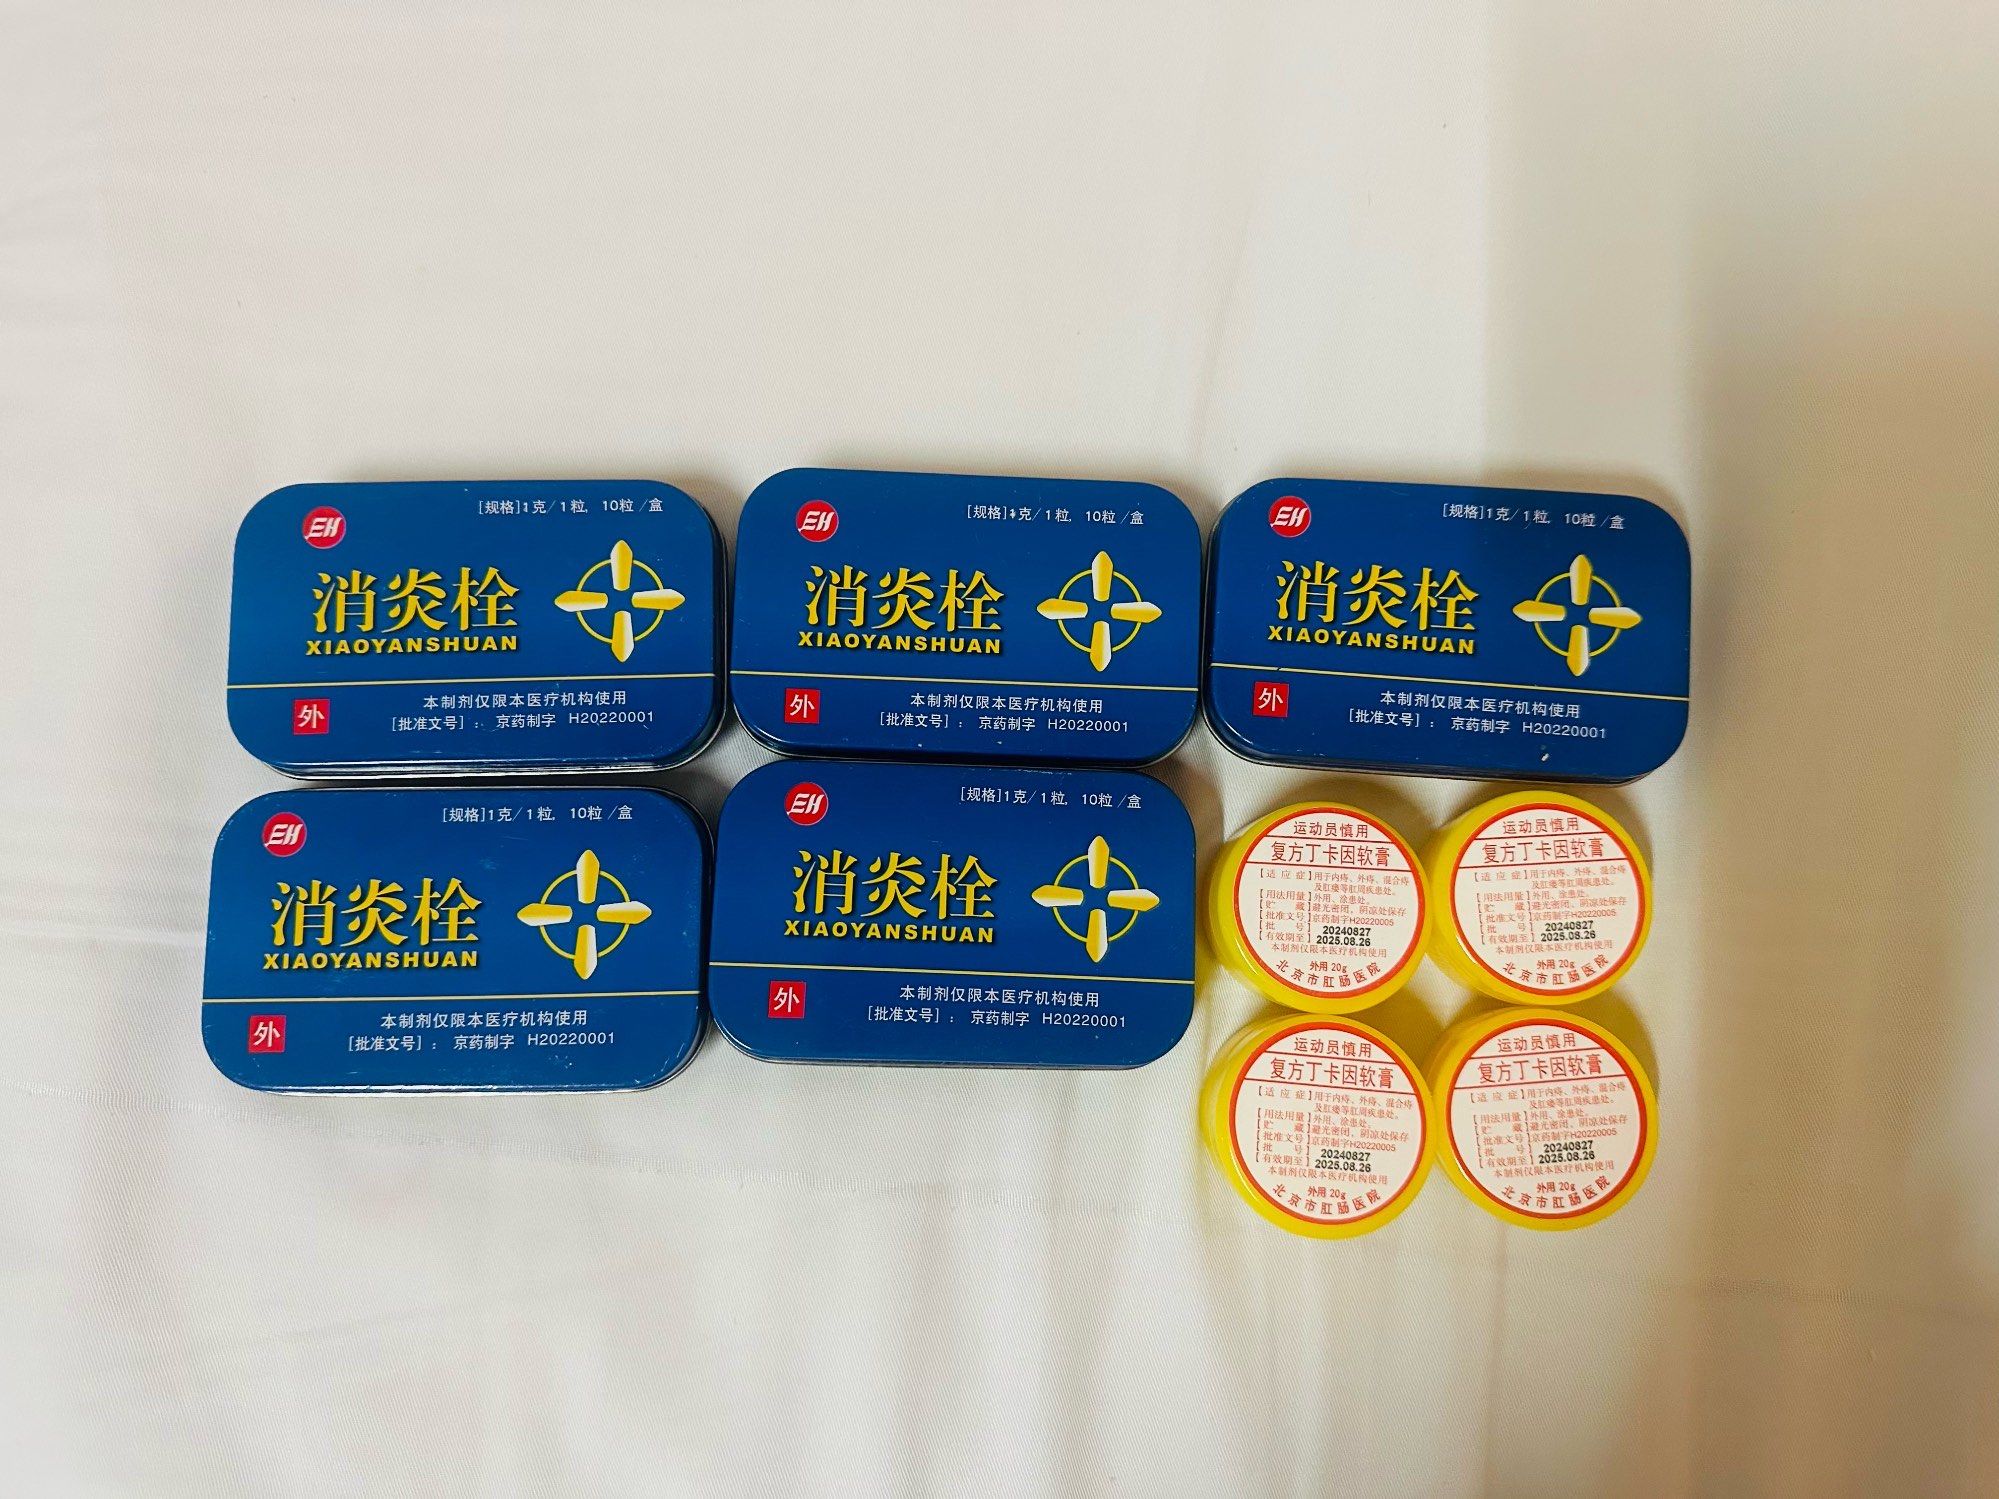 EH
[规格]1克/1粒, 10粒/盒
消炎栓
XIAOYANSHUAN
外
本制剂仅限本医疗机构使用
[批准文号]: 京药制字 H20220001
EH
[规格]1克/1粒, 10粒/盒
消炎栓
XIAOYANSHUAN
外
本制剂仅限本医疗机构使用
[批准文号]: 京药制字 H20220001
EH
[规格]1克/1粒, 10粒/盒
消炎栓
XIAOYANSHUAN
外
本制剂仅限本医疗机构使用
[批准文号]: 京药制字 H20220001
EH
[规格]1克/1粒, 10粒/盒
消炎栓
XIAOYANSHUAN
外
本制剂仅限本医疗机构使用
[批准文号]: 京药制字 H20220001
EH
[规格]1克/1粒, 10粒/盒
消炎栓
XIAOYANSHUAN
外
本制剂仅限本医疗机构使用
[批准文号]: 京药制字 H20220001
运动员慎用
复方丁卡因软膏
【适应症】用于内痔、外痔、混合痔
及肛瘘等肛周疾患处。
【用法用量】外用、涂患处。
【贮藏】避光密闭，阴凉处保存
【批准文号】京药制字H20220005
【批号】20240827
【有效期至】2025.08.26
本制剂仅限本医疗机构使用
外用 20g
北京市肛肠医院
运动员慎用
复方丁卡因软膏
【适应症】用于内痔、外痔、混合痔
及肛瘘等肛周疾患处。
【用法用量】外用、涂患处。
【贮藏】避光密闭，阴凉处保存
【批准文号】京药制字H20220005
【批号】20240827
【有效期至】2025.08.26
本制剂仅限本医疗机构使用
外用 20g
北京市肛肠医院
运动员慎用
复方丁卡因软膏
【适应症】用于内痔、外痔、混合痔
及肛瘘等肛周疾患处。
【用法用量】外用、涂患处。
【贮藏】避光密闭，阴凉处保存
【批准文号】京药制字H20220005
【批号】20240827
【有效期至】2025.08.26
本制剂仅限本医疗机构使用
外用 20g
北京市肛肠医院
运动员慎用
复方丁卡因软膏
【适应症】用于内痔、外痔、混合痔
及肛瘘等肛周疾患处。
【用法用量】外用、涂患处。
【贮藏】避光密闭，阴凉处保存
【批准文号】京药制字H20220005
【批号】20240827
【有效期至】2025.08.26
本制剂仅限本医疗机构使用
外用 20g
北京市肛肠医院